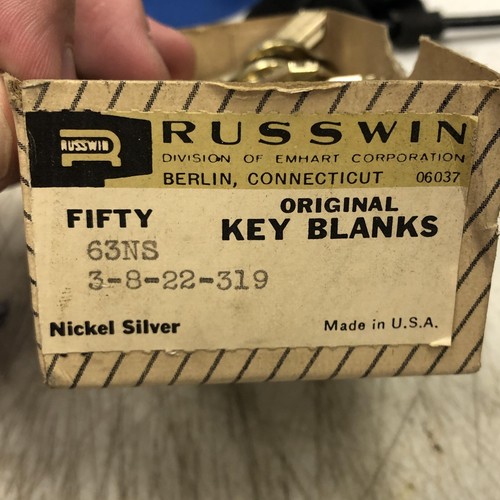 RUSSWIN
RUSSWIN
DIVISION OF EMHART CORPORATION
BERLIN, CONNECTICUT 06037
FIFTY
ORIGINAL
KEY BLANKS
63NS
3-8-22-319
Nickel Silver
Made in U.S.A.